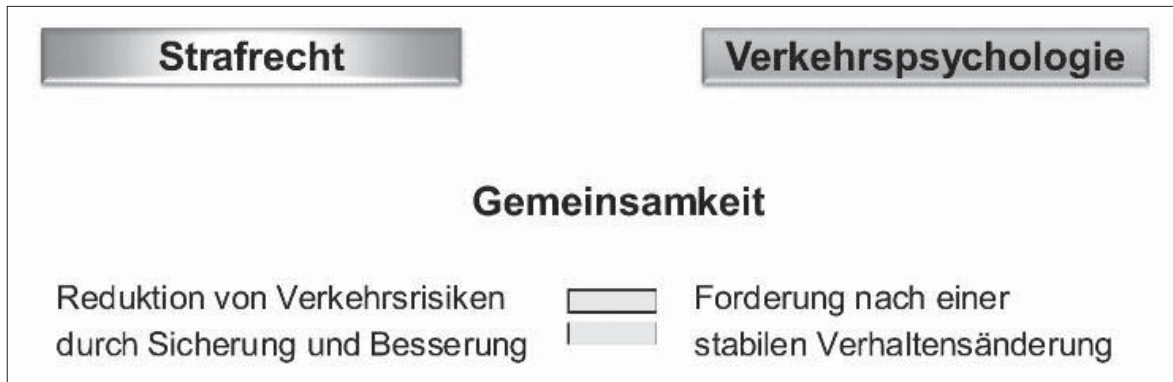 Strafrecht
Verkehrspsychologie
Gemeinsamkeit
Reduktion von Verkehrsrisiken
durch Sicherung und Besserung
Forderung nach einer
stabilen Verhaltensänderung